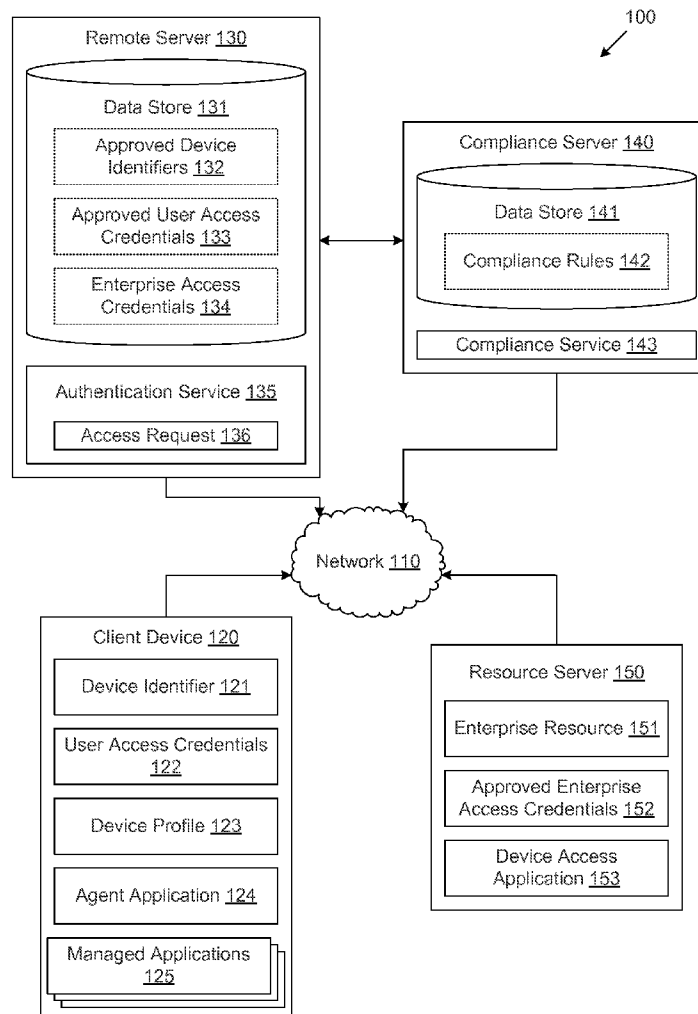 100
Remote Server 130
Data Store 131
Approved Device
Identifiers 132
Approved User Access
Credentials 133
Enterprise Access
Credentials 134
Authentication Service 135
Access Request 136
Compliance Server 140
Data Store 141
Compliance Rules 142
Compliance Service 143
Network 110
Client Device 120
Device Identifier 121
User Access Credentials
122
Device Profile 123
Agent Application 124
Managed Applications
125
Resource Server 150
Enterprise Resource 151
Approved Enterprise
Access Credentials 152
Device Access
Application 153